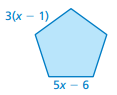 3(x − 1)
5x − 6